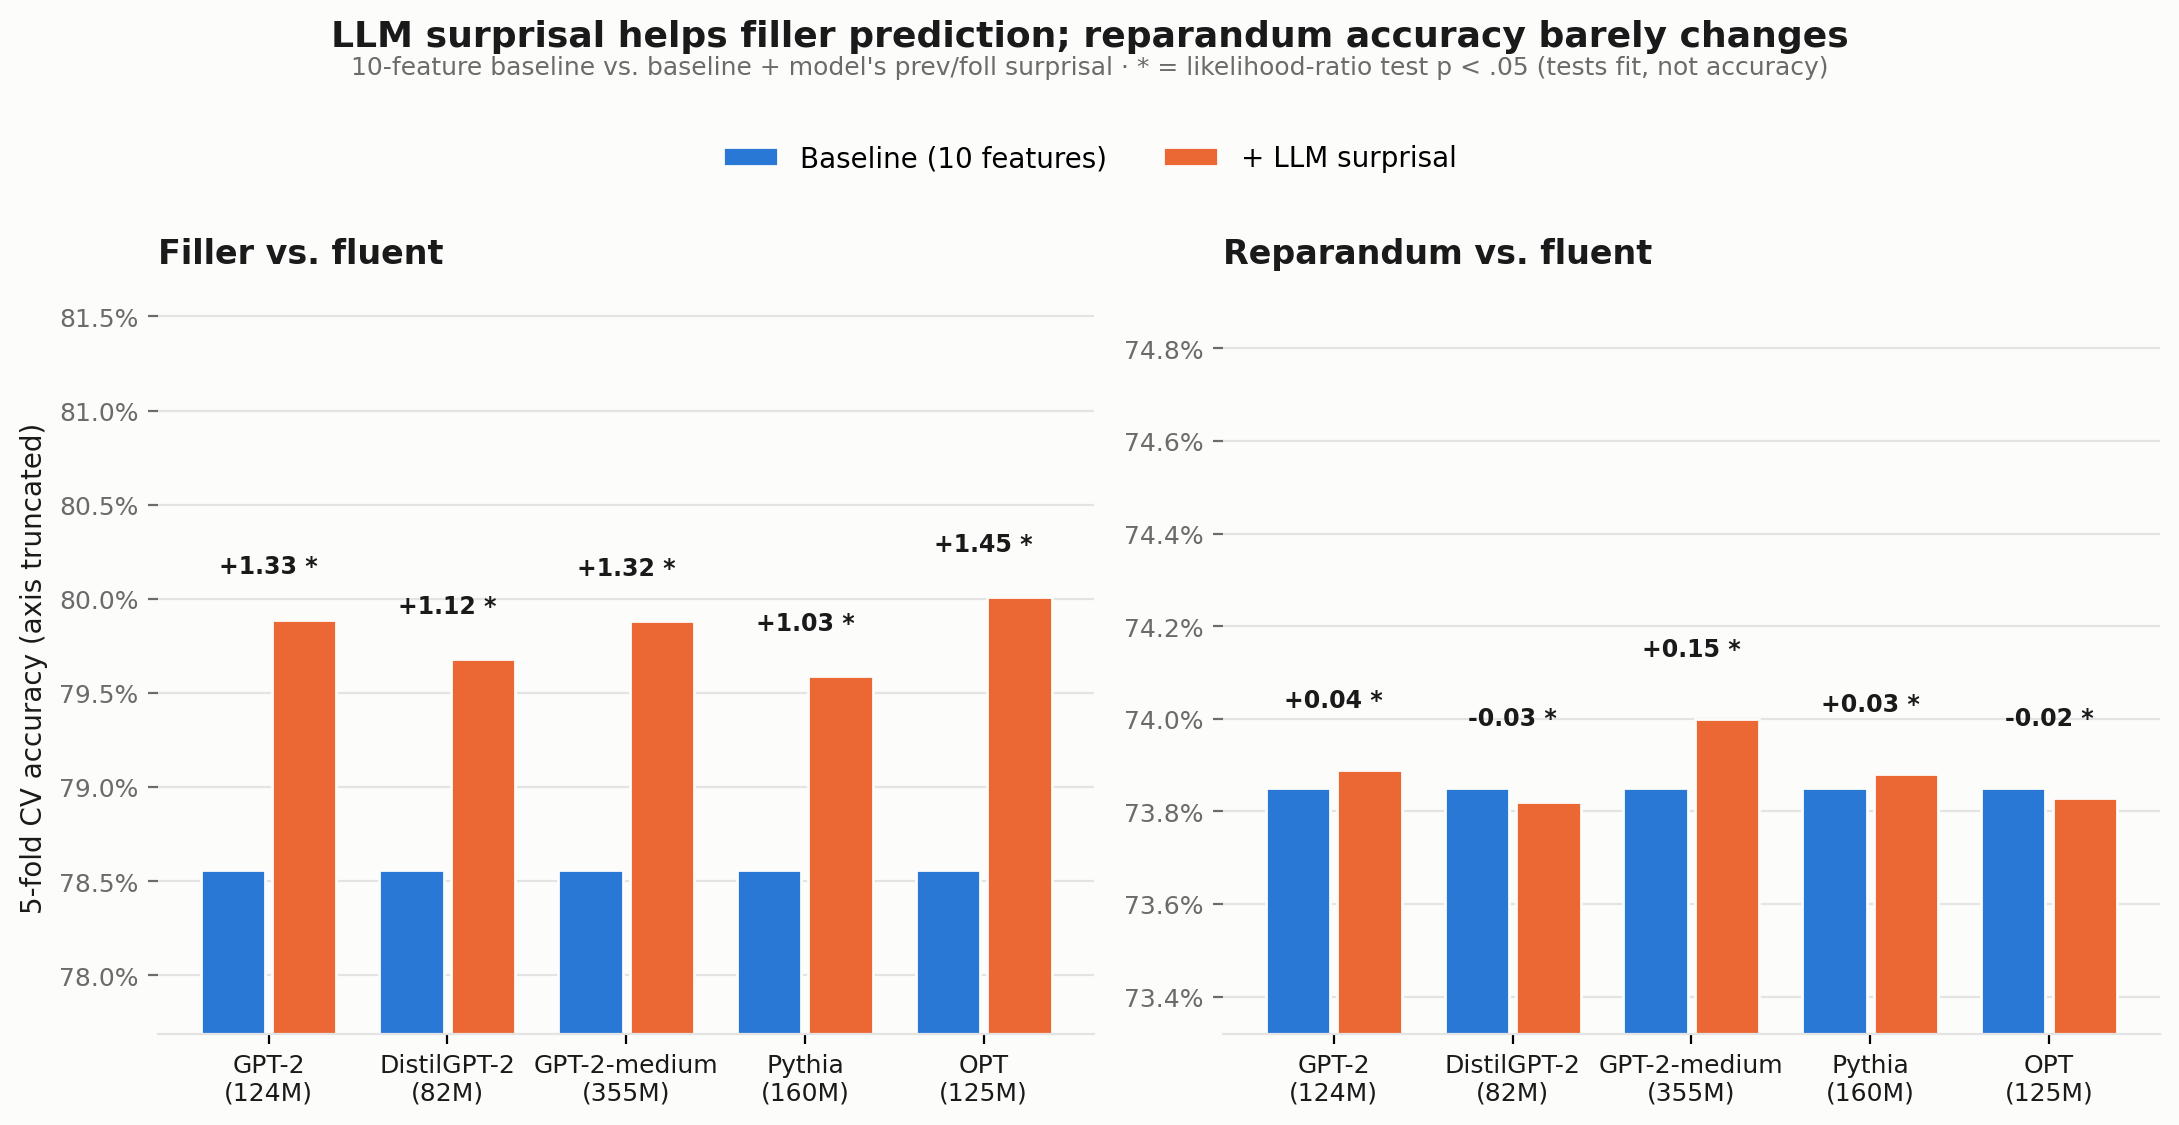 LLM surprisal helps filler prediction; reparandum accuracy barely changes
10-feature baseline vs. baseline + model's prev/foll surprisal · * = likelihood-ratio test p < .05 (tests fit, not accuracy)
Baseline (10 features)
+ LLM surprisal
Filler vs. fluent
5-fold CV accuracy (axis truncated)
81.5%
81.0%
80.5%
80.0%
79.5%
79.0%
78.5%
78.0%
+1.33 *
+1.12 *
+1.32 *
+1.03 *
+1.45 *
GPT-2
(124M)
DistilGPT-2
(82M)
GPT-2-medium
(355M)
Pythia
(160M)
OPT
(125M)
Reparandum vs. fluent
74.8%
74.6%
74.4%
74.2%
74.0%
73.8%
73.6%
73.4%
+0.04 *
-0.03 *
+0.15 *
+0.03 *
-0.02 *
GPT-2
(124M)
DistilGPT-2
(82M)
GPT-2-medium
(355M)
Pythia
(160M)
OPT
(125M)